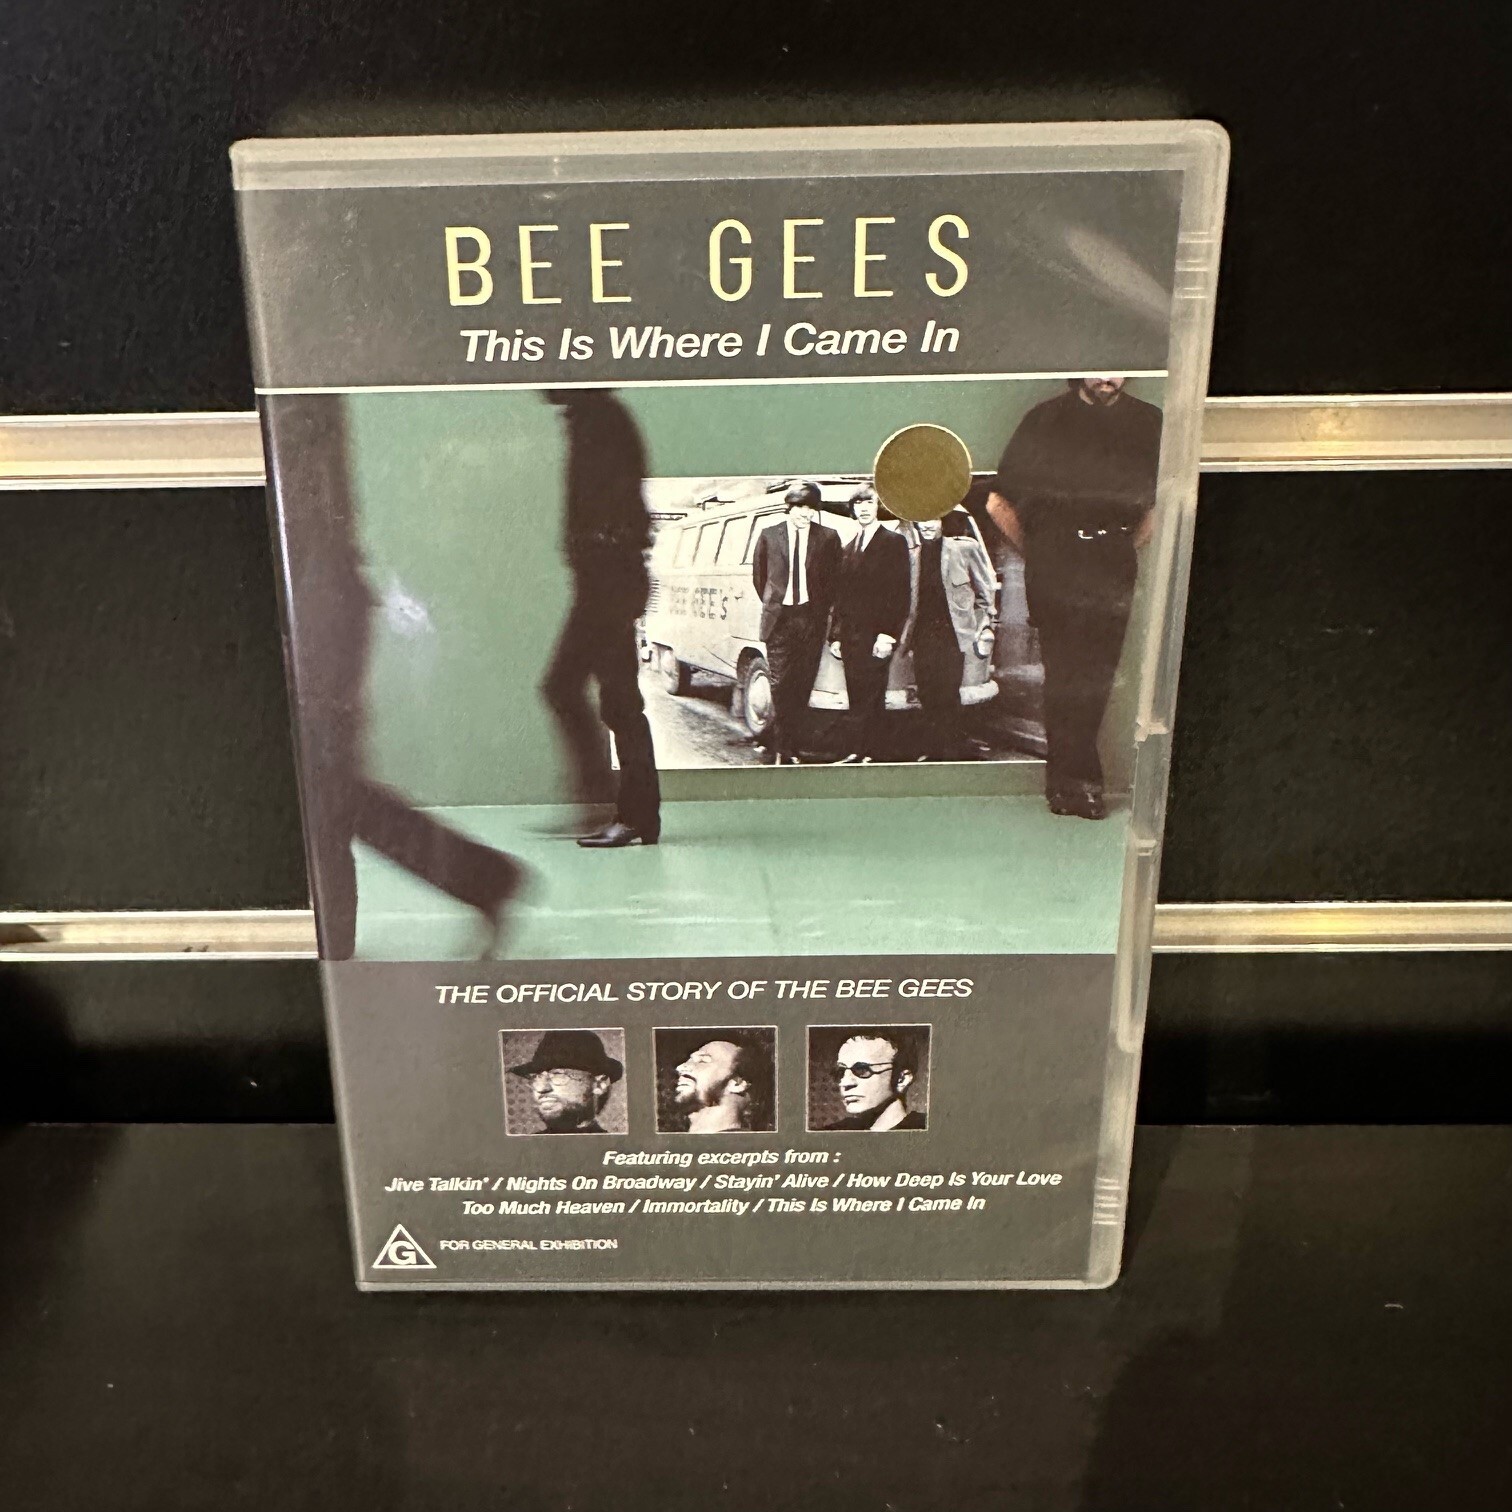 BEE GEES
This Is Where I Came In
BEE GEE'S
THE OFFICIAL STORY OF THE BEE GEES
Featuring excerpts from :
Jive Talkin' / Nights On Broadway / Stayin' Alive / How Deep Is Your Love
Too Much Heaven / Immortality / This Is Where I Came In
G FOR GENERAL EXHIBITION